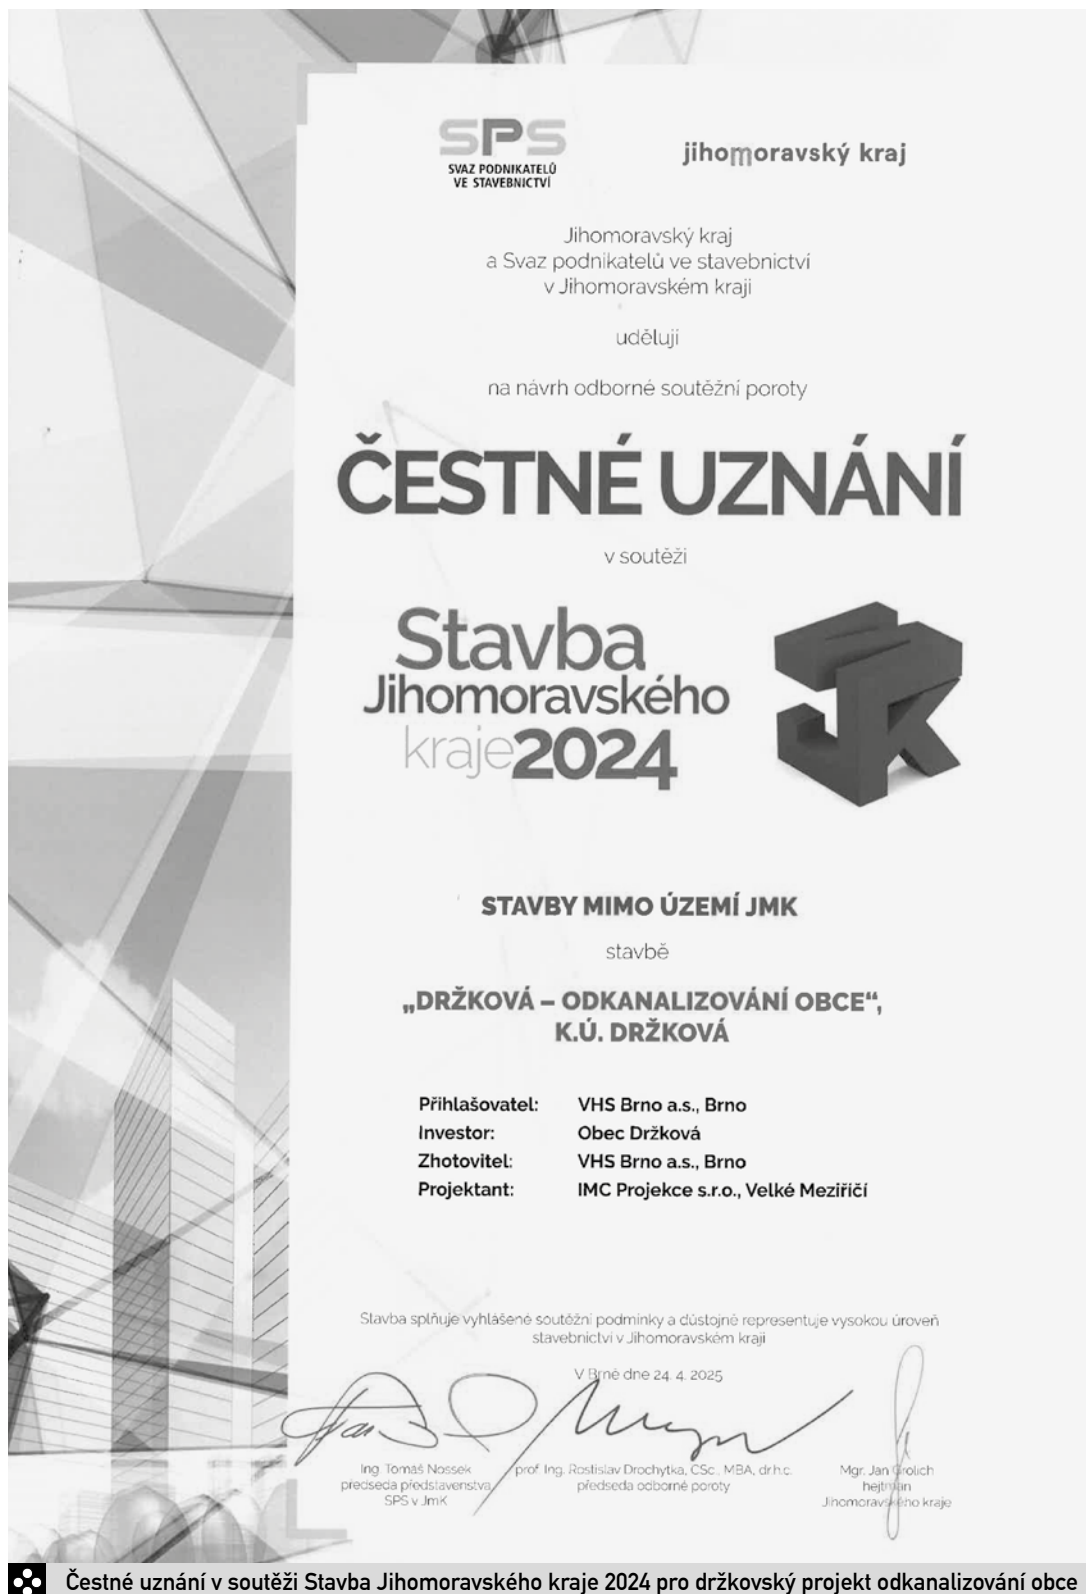 SPS
SVAZ PODNIKATELŮ
VE STAVEBNICTVÍ
jihomoravský kraj
Jihomoravský kraj
a Svaz podnikatelů ve stavebnictví
v Jihomoravském kraji
udělují
na návrh odborné soutěžní poroty
ČESTNÉ UZNÁNÍ
v soutěži
Stavba
Jihomoravského
kraje 2024
STAVBY MIMO ÚZEMÍ JMK
stavbě
„DRŽKOVÁ – ODKANALIZOVÁNÍ OBCE“,
K.Ú. DRŽKOVÁ
Přihlašovatel: VHS Brno a.s., Brno
Investor: Obec Držková
Zhotovitel: VHS Brno a.s., Brno
Projektant: IMC Projekce s.r.o., Velké Meziříčí
Stavba splňuje vyhlášené soutěžní podmínky a důstojně representuje vysokou úroveň
stavebnictví v Jihomoravském kraji
V Brně dne 24. 4. 2025
Ing. Tomáš Nossek
předseda představenstva
SPS v JmK
prof. Ing. Rostislav Drochytka, CSc., MBA, dr.h.c.
předseda odborné poroty
Mgr. Jan Grolich
hejtman
Jihomoravského kraje
Čestné uznání v soutěži Stavba Jihomoravského kraje 2024 pro držkovský projekt odkanalizování obce